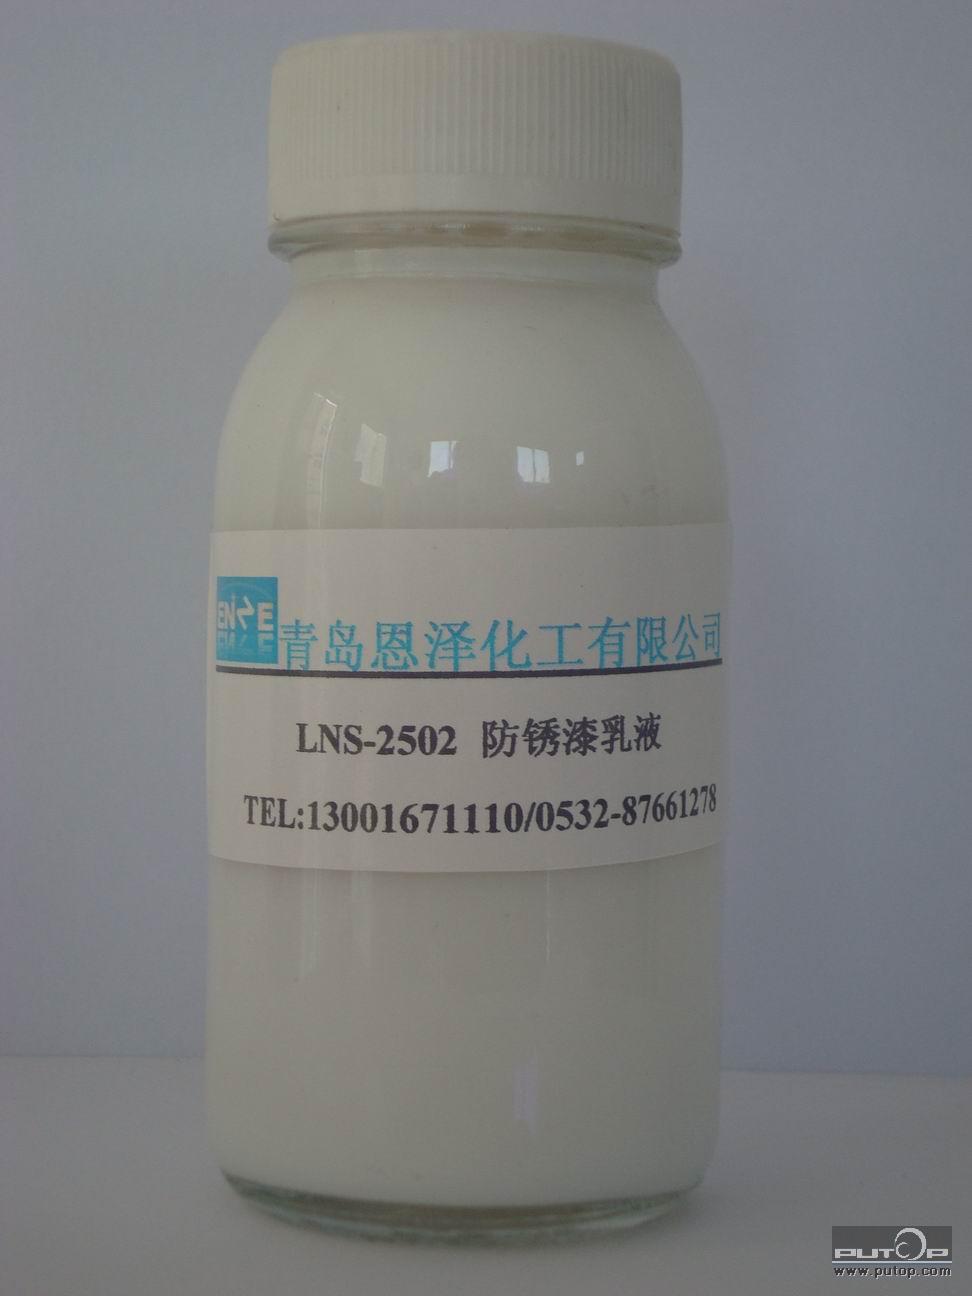 ENZE
青岛恩泽化工有限公司
LNS-2502 防锈漆乳液
TEL:13001671110/0532-87661278
PUTOP
www.putop.com